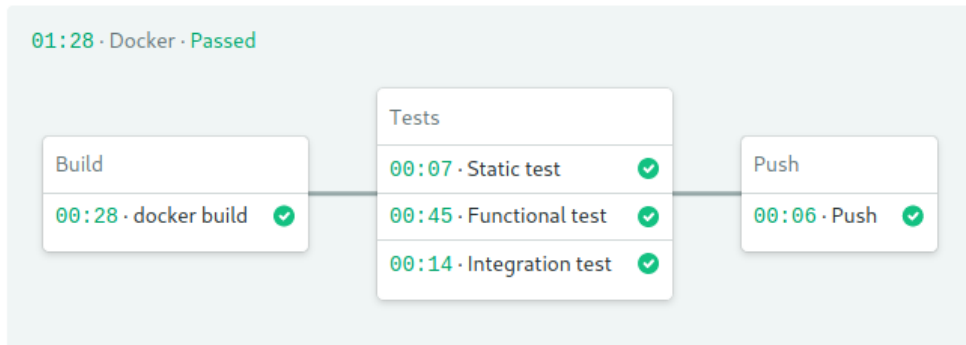 01:28 · Docker · Passed
Build
00:28 · docker build
Tests
00:07 · Static test
00:45 · Functional test
00:14 · Integration test
Push
00:06 · Push